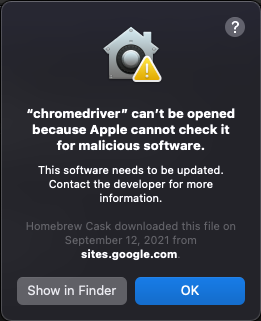 ?
“chromedriver” can’t be opened
because Apple cannot check it
for malicious software.
This software needs to be updated.
Contact the developer for more
information.
Homebrew Cask downloaded this file on
September 12, 2021 from
sites.google.com.
Show in Finder
OK